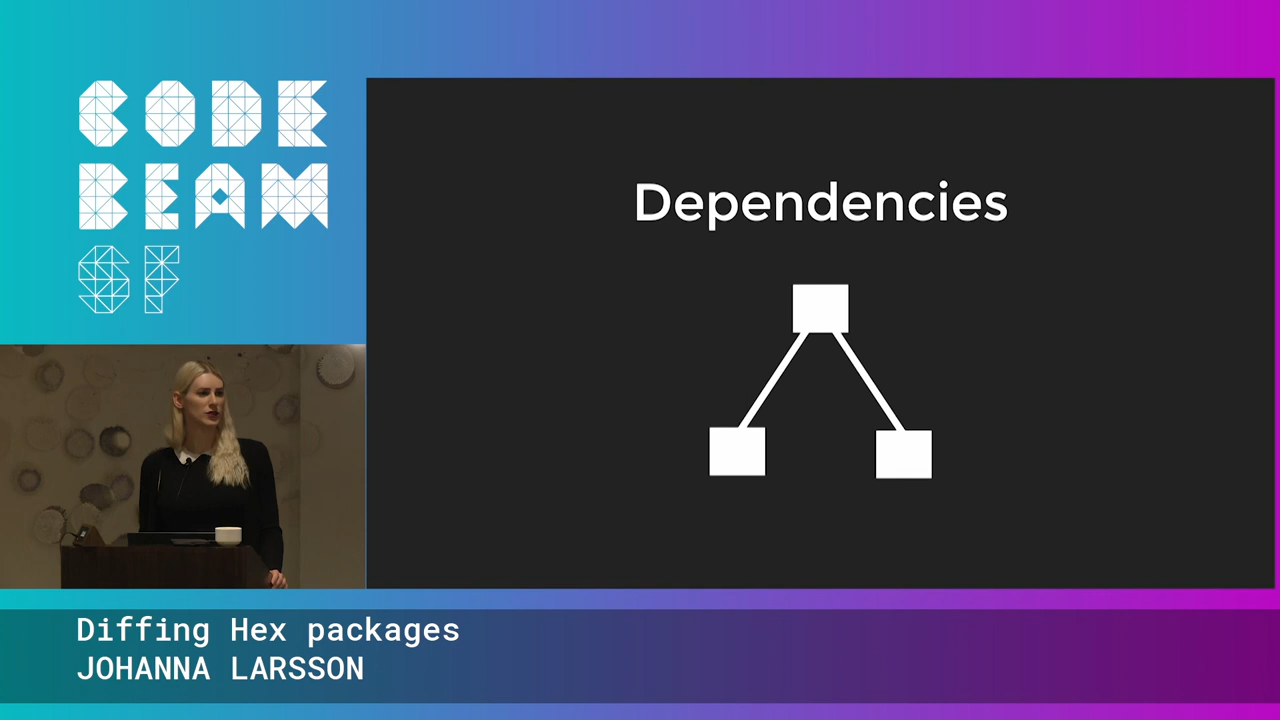 CODE
BEAM
SF
Dependencies
Diffing Hex packages
JOHANNA LARSSON